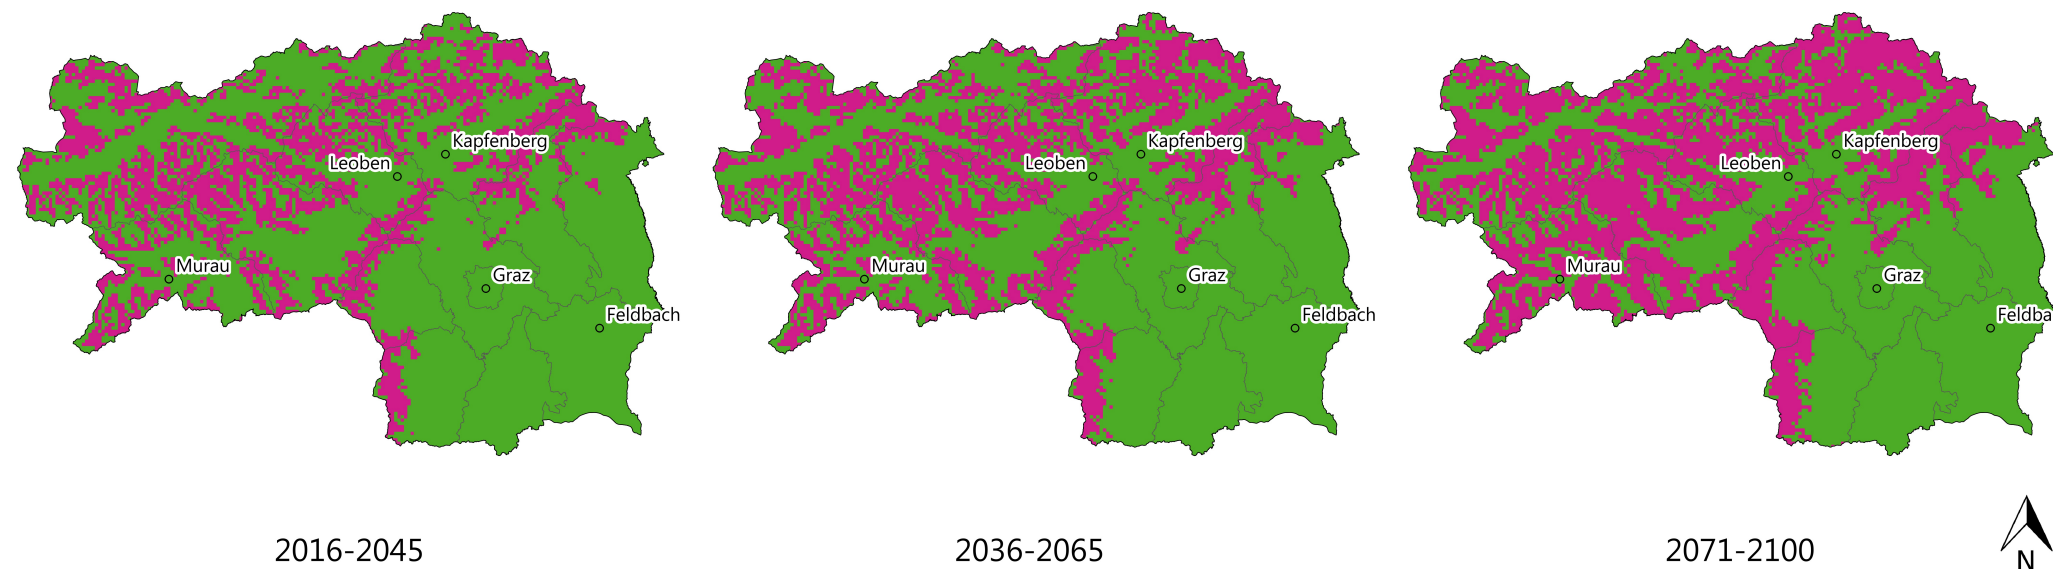 Kapfenberg
Leoben
Murau
Graz
Feldbach
Kapfenberg
Leoben
Murau
Graz
Feldbach
Kapfenberg
Leoben
Murau
Graz
Feldba
2016-2045
2036-2065
2071-2100
N